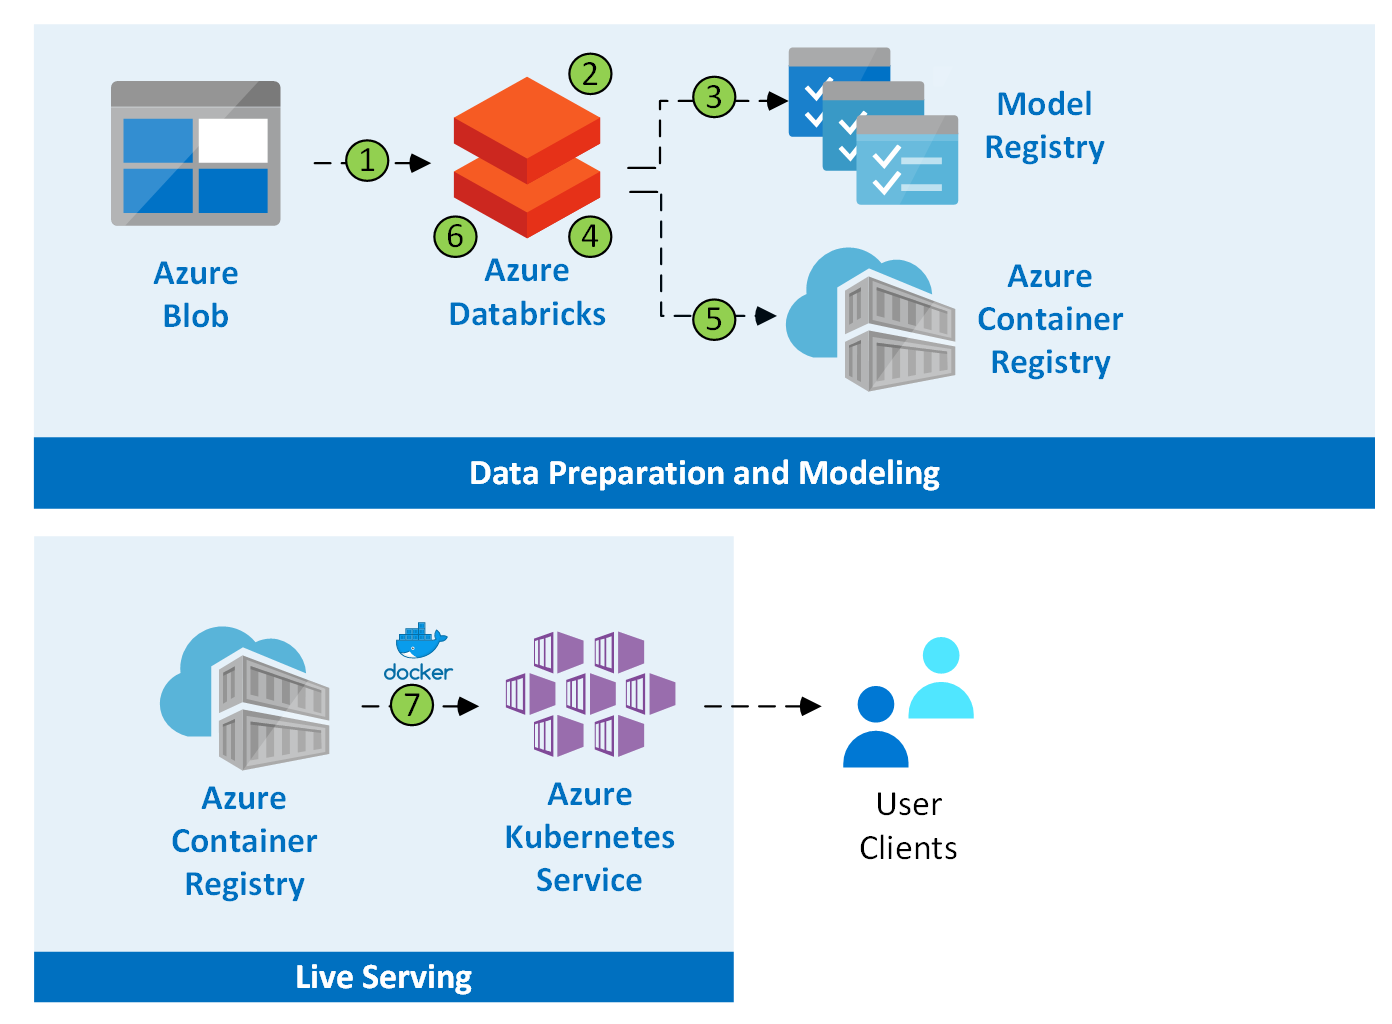 1
2
3
4
5
6
Azure
Blob
Azure
Databricks
Model
Registry
Azure
Container
Registry
Data Preparation and Modeling
docker
7
Azure
Container
Registry
Azure
Kubernetes
Service
User
Clients
Live Serving